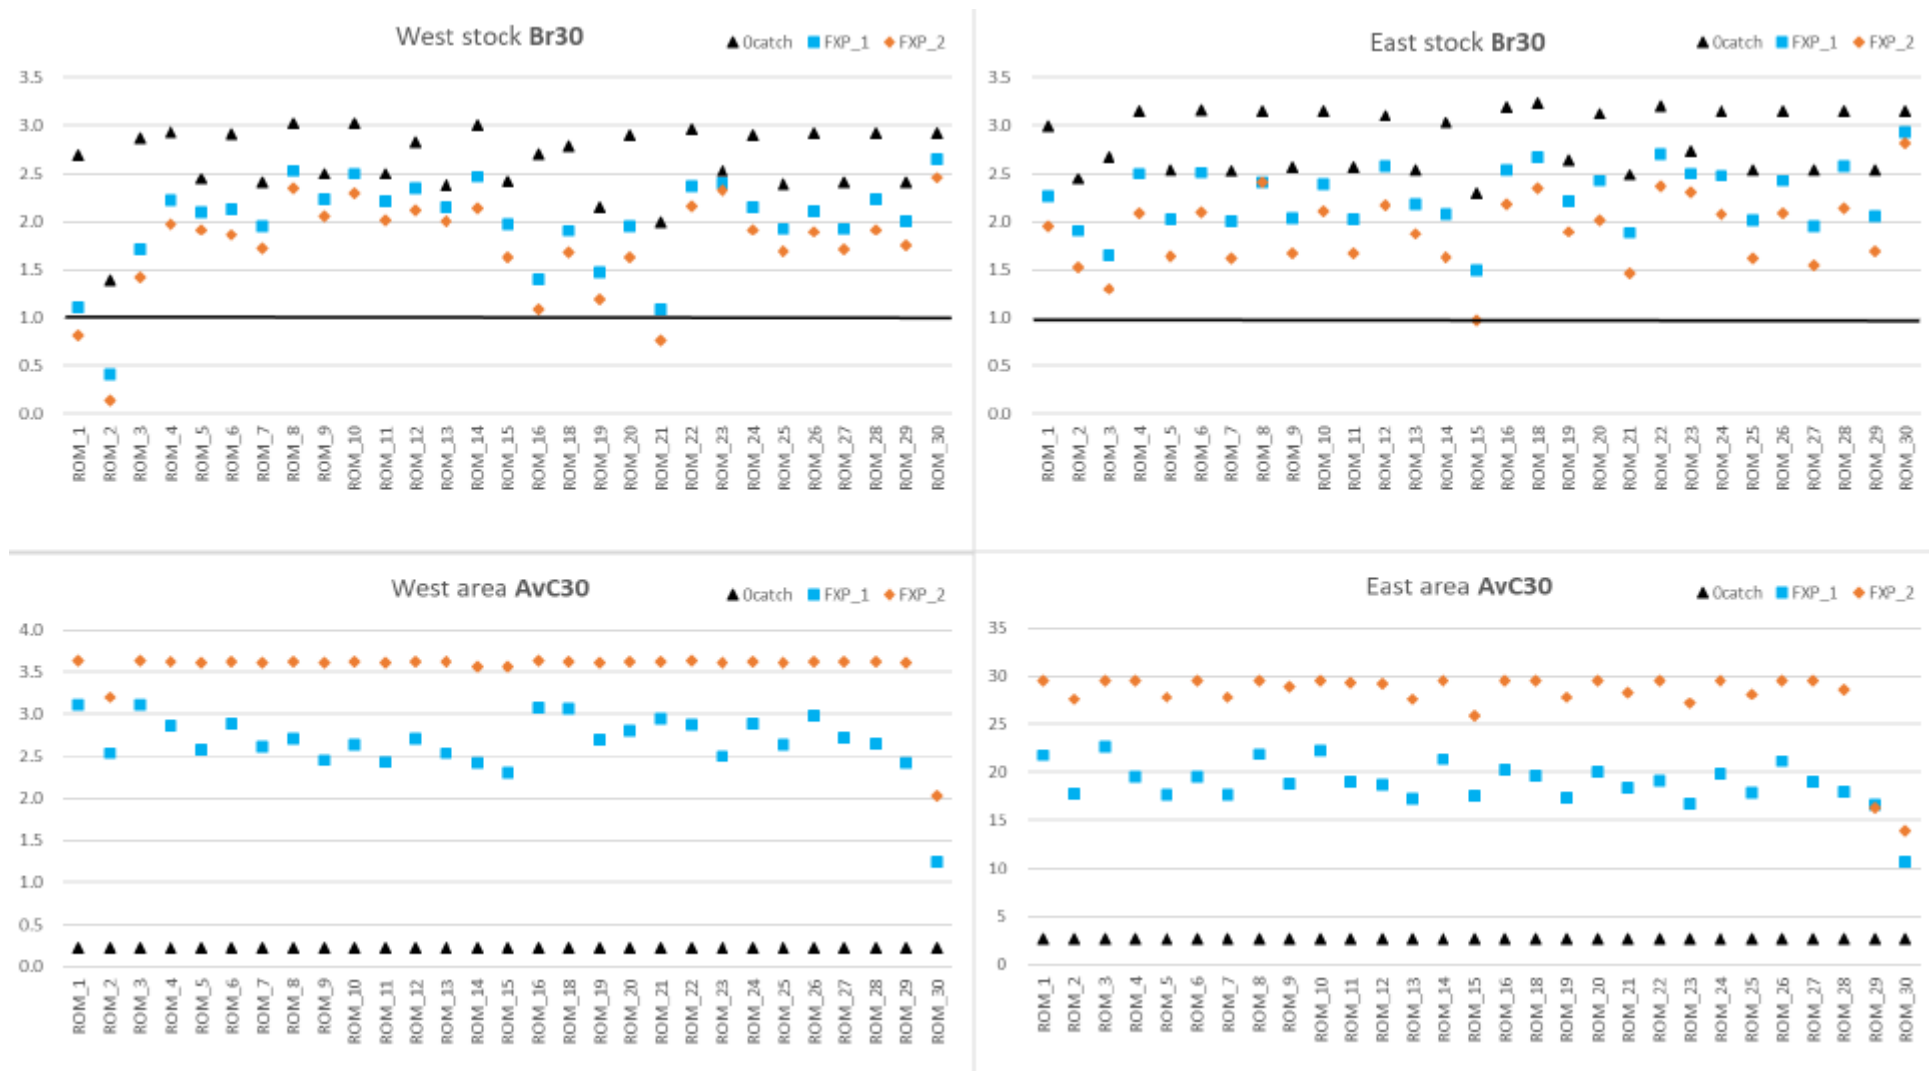 West stock Br30
0catch FXP_1 FXP_2
3.5
3.0
2.5
2.0
1.5
1.0
0.5
0.0
ROM_1 ROM_2 ROM_3 ROM_4 ROM_5 ROM_6 ROM_7 ROM_8 ROM_9 ROM_10 ROM_11 ROM_12 ROM_13 ROM_14 ROM_15 ROM_16 ROM_18 ROM_19 ROM_20 ROM_21 ROM_22 ROM_23 ROM_24 ROM_25 ROM_26 ROM_27 ROM_28 ROM_29 ROM_30
East stock Br30
0catch FXP_1 FXP_2
3.5
3.0
2.5
2.0
1.5
1.0
0.5
0.0
ROM_1 ROM_2 ROM_3 ROM_4 ROM_5 ROM_6 ROM_7 ROM_8 ROM_9 ROM_10 ROM_11 ROM_12 ROM_13 ROM_14 ROM_15 ROM_16 ROM_18 ROM_19 ROM_20 ROM_21 ROM_22 ROM_23 ROM_24 ROM_25 ROM_26 ROM_27 ROM_28 ROM_29 ROM_30
West area AvC30
0catch FXP_1 FXP_2
4.0
3.5
3.0
2.5
2.0
1.5
1.0
0.5
0.0
ROM_1 ROM_2 ROM_3 ROM_4 ROM_5 ROM_6 ROM_7 ROM_8 ROM_9 ROM_10 ROM_11 ROM_12 ROM_13 ROM_14 ROM_15 ROM_16 ROM_18 ROM_19 ROM_20 ROM_21 ROM_22 ROM_23 ROM_24 ROM_25 ROM_26 ROM_27 ROM_28 ROM_29 ROM_30
East area AvC30
0catch FXP_1 FXP_2
35
30
25
20
15
10
5
0
ROM_1 ROM_2 ROM_3 ROM_4 ROM_5 ROM_6 ROM_7 ROM_8 ROM_9 ROM_10 ROM_11 ROM_12 ROM_13 ROM_14 ROM_15 ROM_16 ROM_18 ROM_19 ROM_20 ROM_21 ROM_22 ROM_23 ROM_24 ROM_25 ROM_26 ROM_27 ROM_28 ROM_29 ROM_30